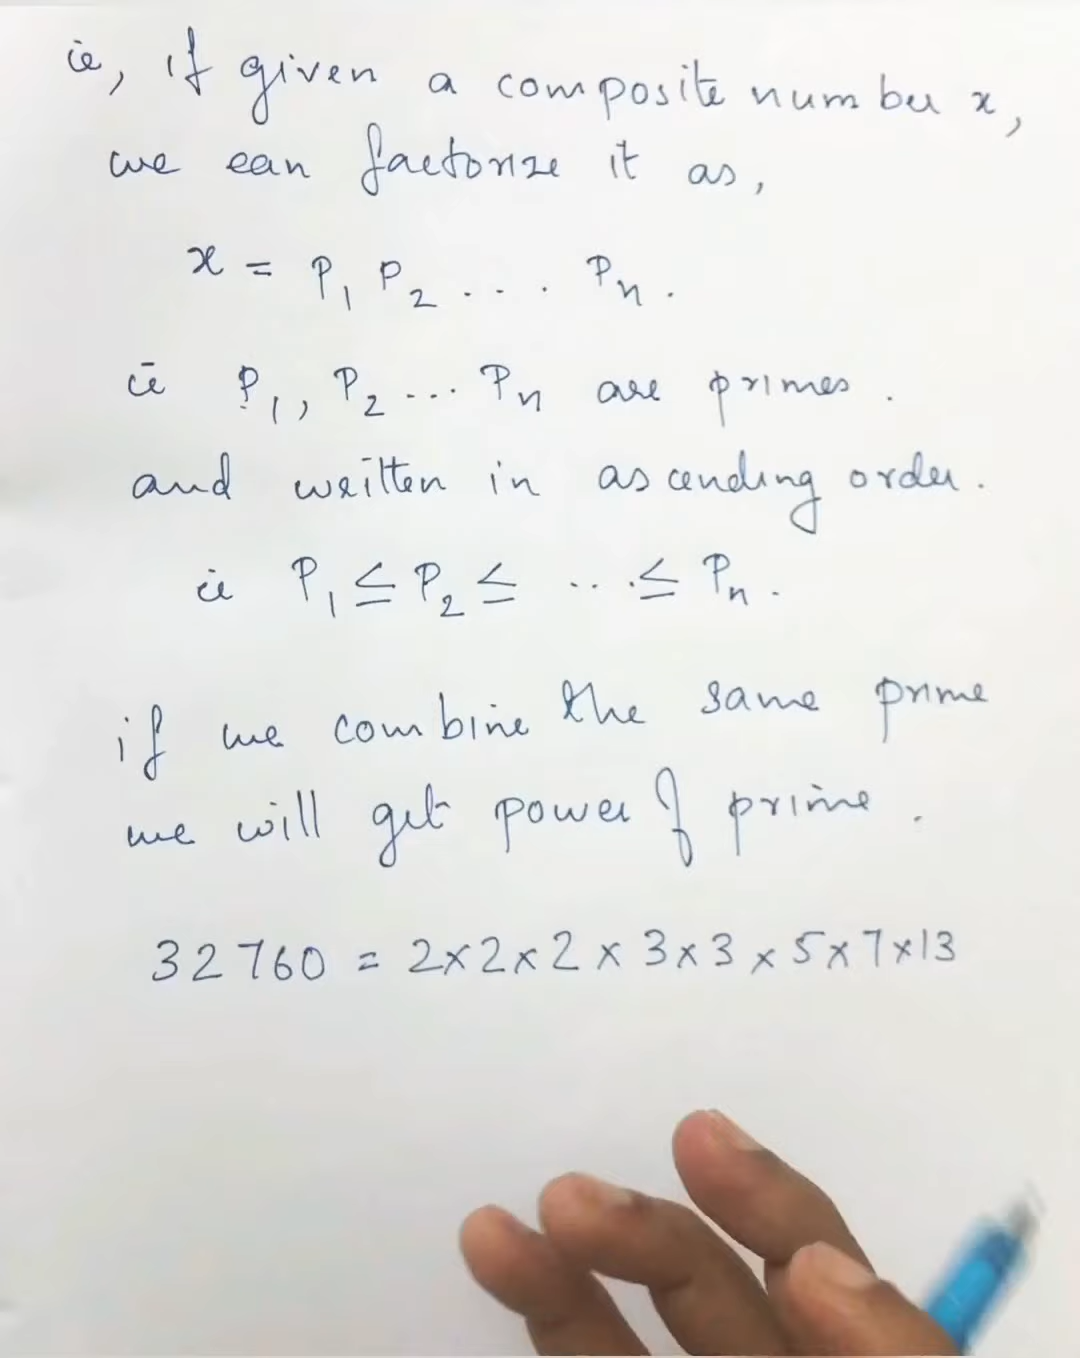 ie, if given a composite number x,
we can factorize it as,
x = P₁ P₂ . . . Pₙ.
ie P₁, P₂ ... Pₙ are primes.
and written in ascending order.
ie P₁ ≤ P₂ ≤ ... ≤ Pₙ.
if we combine the same prime
we will get power of prime.
32760 = 2×2×2×3×3×5×7×13